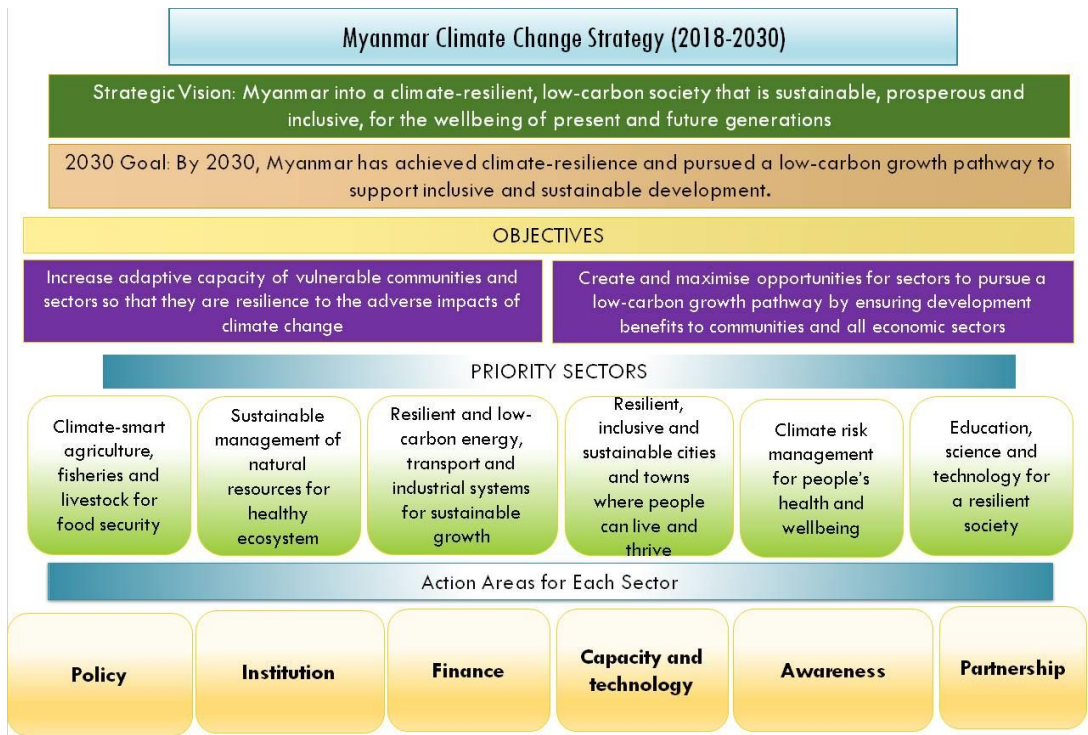 Myanmar Climate Change Strategy (2018-2030)
Strategic Vision: Myanmar into a climate-resilient, low-carbon society that is sustainable, prosperous and
inclusive, for the wellbeing of present and future generations
2030 Goal: By 2030, Myanmar has achieved climate-resilience and pursued a low-carbon growth pathway to
support inclusive and sustainable development.
OBJECTIVES
Increase adaptive capacity of vulnerable communities and
sectors so that they are resilience to the adverse impacts of
climate change
Create and maximise opportunities for sectors to pursue a
low-carbon growth pathway by ensuring development
benefits to communities and all economic sectors
PRIORITY SECTORS
Climate-smart
agriculture,
fisheries and
livestock for
food security
Sustainable
management of
natural
resources for
healthy
ecosystem
Resilient and low-
carbon energy,
transport and
industrial systems
for sustainable
growth
Resilient,
inclusive and
sustainable cities
and towns
where people
can live and
thrive
Climate risk
management
for people's
health and
wellbeing
Education,
science and
technology for
a resilient
society
Action Areas for Each Sector
Policy
Institution
Finance
Capacity and
technology
Awareness
Partnership